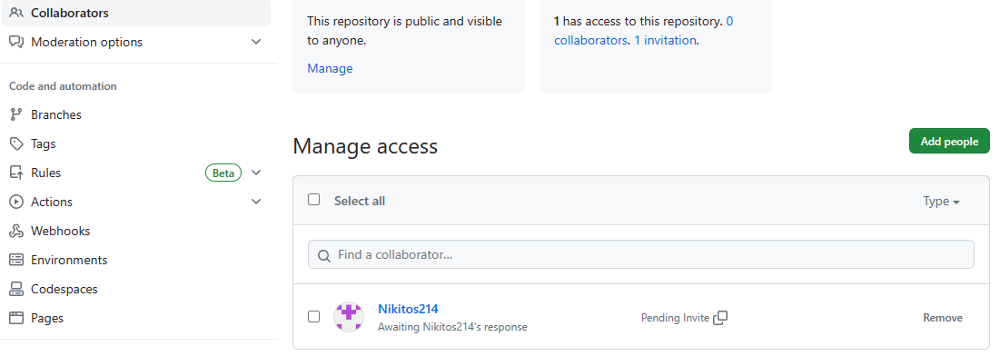 Collaborators
Moderation options
Code and automation
Branches
Tags
Rules
Beta
Actions
Webhooks
Environments
Codespaces
Pages
This repository is public and visible
to anyone.
Manage
1 has access to this repository. 0
collaborators. 1 invitation.
Manage access
Add people
Select all
Type
Find a collaborator...
Nikitos214
Awaiting Nikitos214's response
Pending Invite
Remove